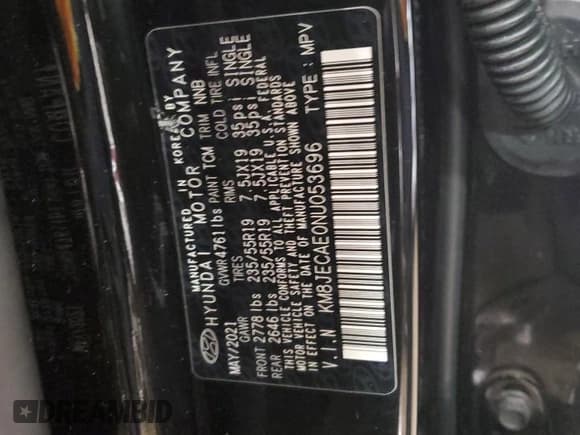 MANUFACTURED IN KOREA BY
HYUNDAI MOTOR COMPANY
MAY/2021 GVWR 4761 lbs PAINT TCM TRIM NNB
GAWR TIRES RIMS COLD TIRE INFL
FRONT 2778 lbs 235/55R19 7.5JX19 35psi SINGLE
REAR 2646 lbs 235/55R19 7.5JX19 35psi SINGLE
THIS VEHICLE CONFORMS TO ALL APPLICABLE U.S.A. FEDERAL
MOTOR VEHICLE SAFETY AND THEFT PREVENTION STANDARDS
IN EFFECT ON THE DATE OF MANUFACTURE SHOWN ABOVE
V.I.N KM8JECAE0NU053696 TYPE : MPV
DREAMBID